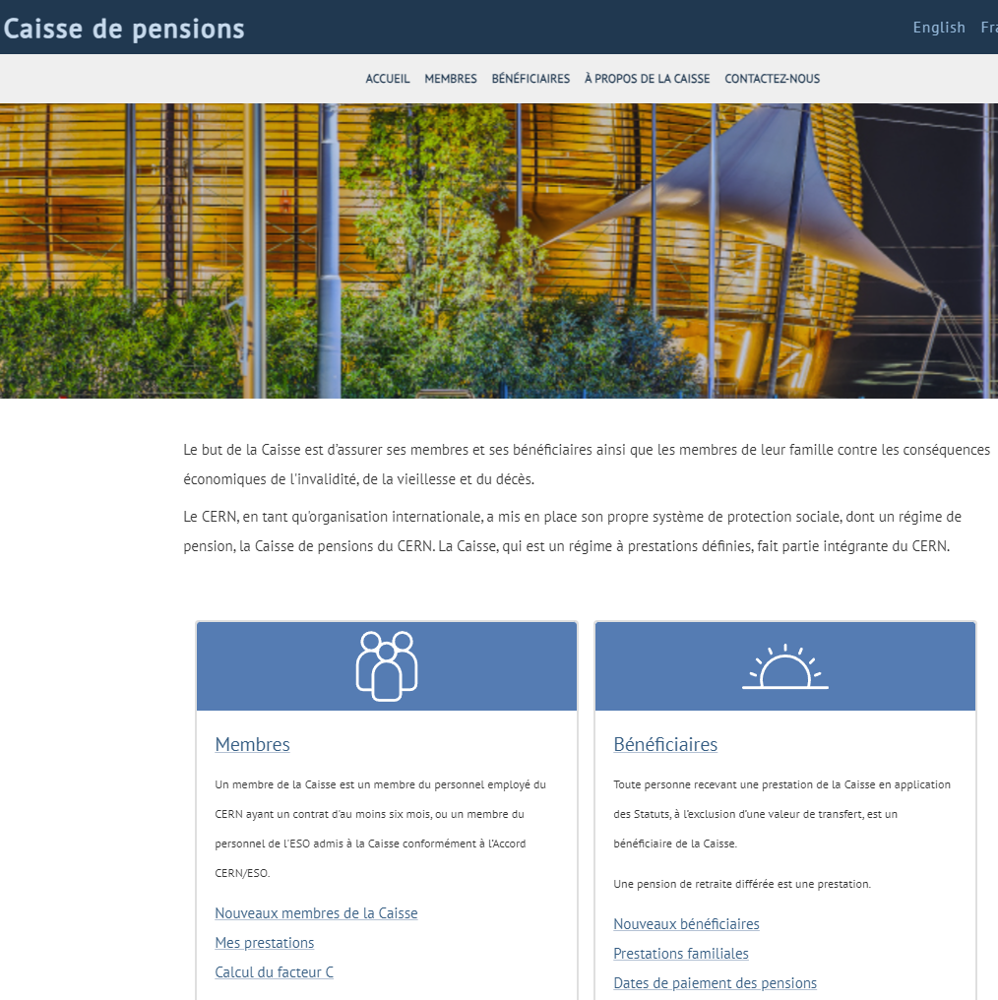 Caisse de pensions
English
ACCUEIL MEMBRES BÉNÉFICIAIRES À PROPOS DE LA CAISSE CONTACTEZ-NOUS
Le but de la Caisse est d'assurer ses membres et ses bénéficiaires ainsi que les membres de leur famille contre les conséquences
économiques de l'invalidité, de la vieillesse et du décès.
Le CERN, en tant qu'organisation internationale, a mis en place son propre système de protection sociale, dont un régime de
pension, la Caisse de pensions du CERN. La Caisse, qui est un régime à prestations définies, fait partie intégrante du CERN.
Membres
Un membre de la Caisse est un membre du personnel employé du
CERN ayant un contrat d'au moins six mois, ou un membre du
personnel de l'ESO admis à la Caisse conformément à l'Accord
CERN/ESO.
Nouveaux membres de la Caisse
Mes prestations
Calcul du facteur C
Bénéficiaires
Toute personne recevant une prestation de la Caisse en application
des Statuts, à l'exclusion d'une valeur de transfert, est un
bénéficiaire de la Caisse.
Une pension de retraite différée est une prestation.
Nouveaux bénéficiaires
Prestations familiales
Dates de paiement des pensions